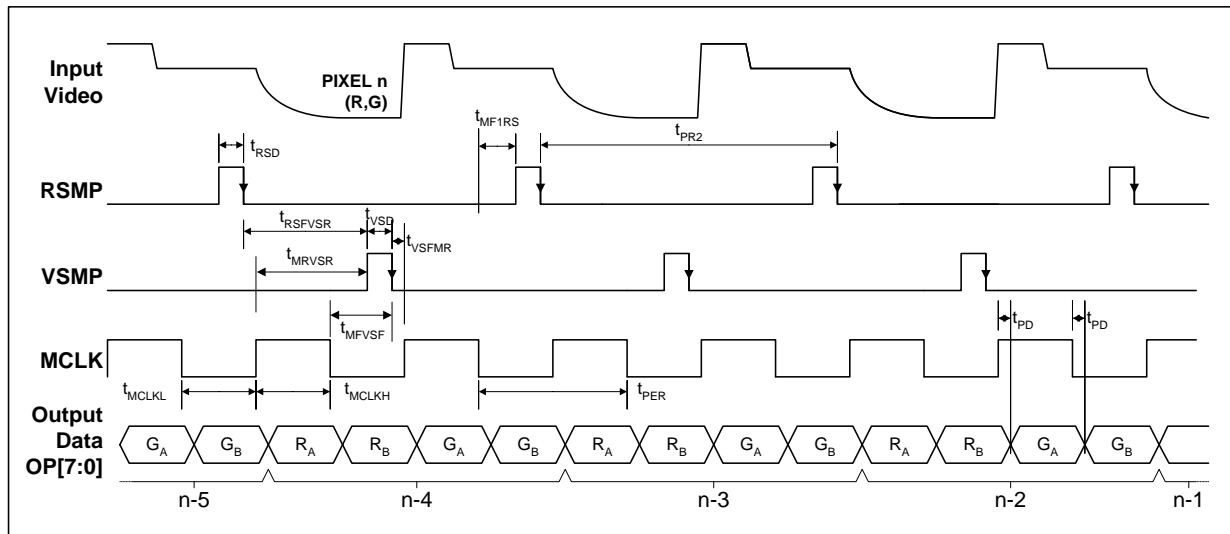 Input
Video
PIXEL n
(R,G)
tMF1RS
tPR2
tRSD
RSMP
tRSFVSR
tVSD
tVSFMR
tMRVSR
VSMP
tMFVSF
tPD
tPD
MCLK
tMCLKL
tMCLKH
tPER
Output
Data
OP[7:0]
GA GB RA RB GA GB RA RB GA GB RA RB GA GB
n-5 n-4 n-3 n-2 n-1